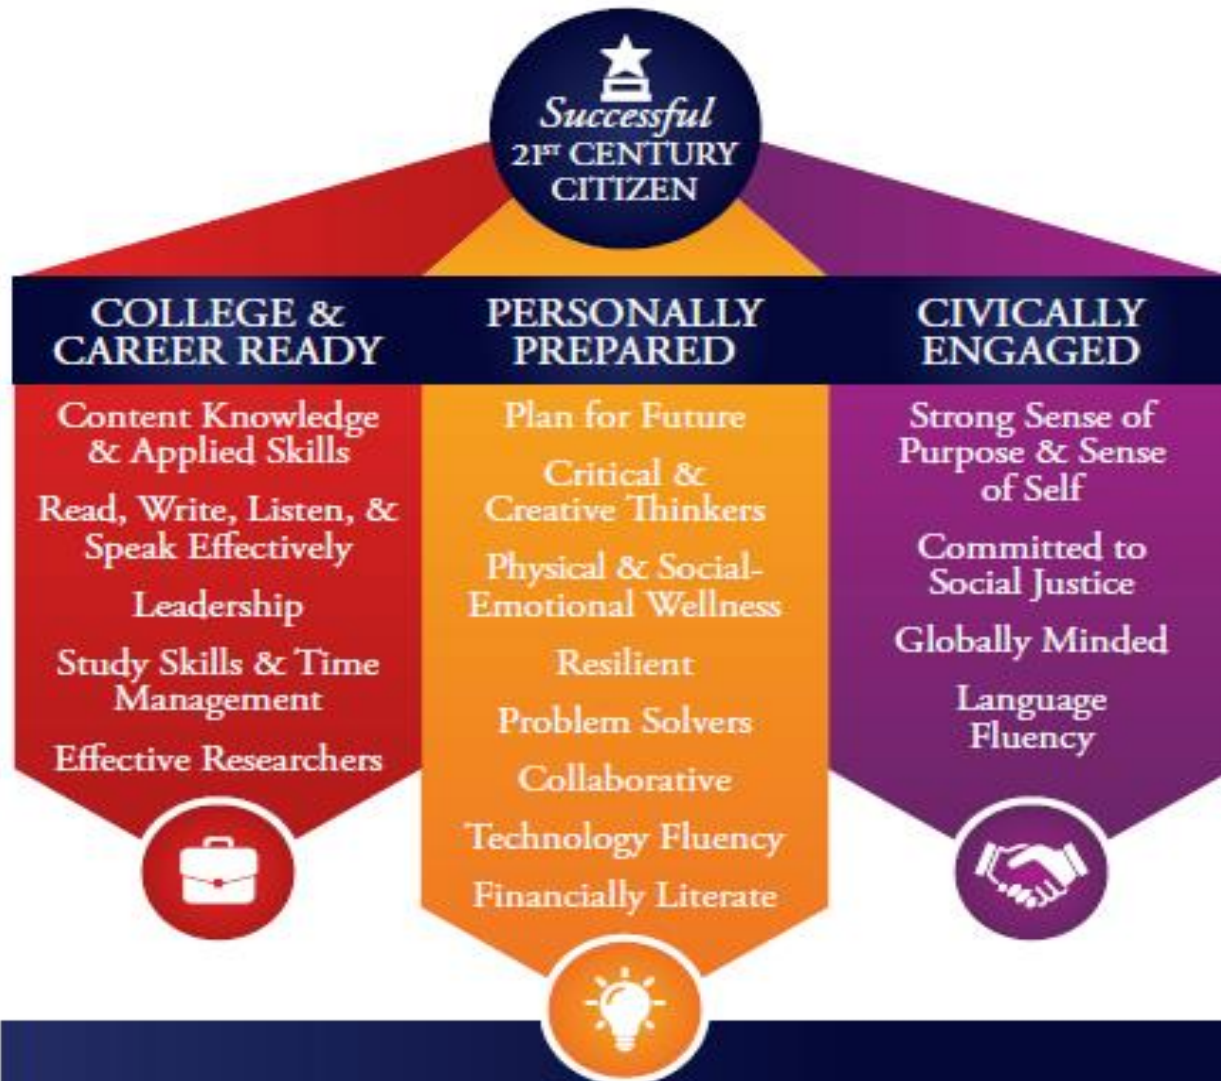 Successful
21ST CENTURY
CITIZEN
COLLEGE &
CAREER READY
Content Knowledge
& Applied Skills
Read, Write, Listen, &
Speak Effectively
Leadership
Study Skills & Time
Management
Effective Researchers
PERSONALLY
PREPARED
Plan for Future
Critical &
Creative Thinkers
Physical & Social-
Emotional Wellness
Resilient
Problem Solvers
Collaborative
Technology Fluency
Financially Literate
CIVICALLY
ENGAGED
Strong Sense of
Purpose & Sense
of Self
Committed to
Social Justice
Globally Minded
Language
Fluency